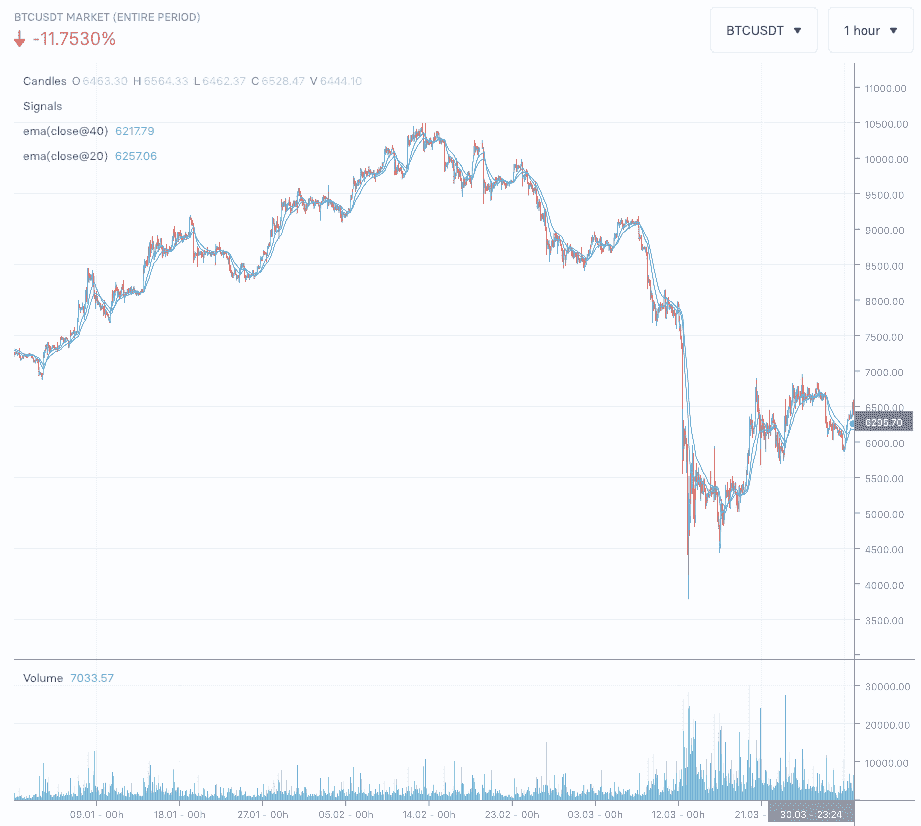 BTCUSDT MARKET (ENTIRE PERIOD)
-11.7530%
BTCUSDT
1 hour
Candles O 6463.30 H 6564.33 L 6462.37 C 6528.47 V 6444.10
Signals
ema(close@40) 6217.79
ema(close@20) 6257.06
11000.00
10500.00
10000.00
9500.00
9000.00
8500.00
8000.00
7500.00
7000.00
6500.00
6295.70
6000.00
5500.00
5000.00
4500.00
4000.00
3500.00
Volume 7033.57
30000.00
20000.00
10000.00
09.01 - 00h 18.01 - 00h 27.01 - 00h 05.02 - 00h 14.02 - 00h 23.02 - 00h 03.03 - 00h 12.03 - 00h 21.03 - 30.03 - 23:24